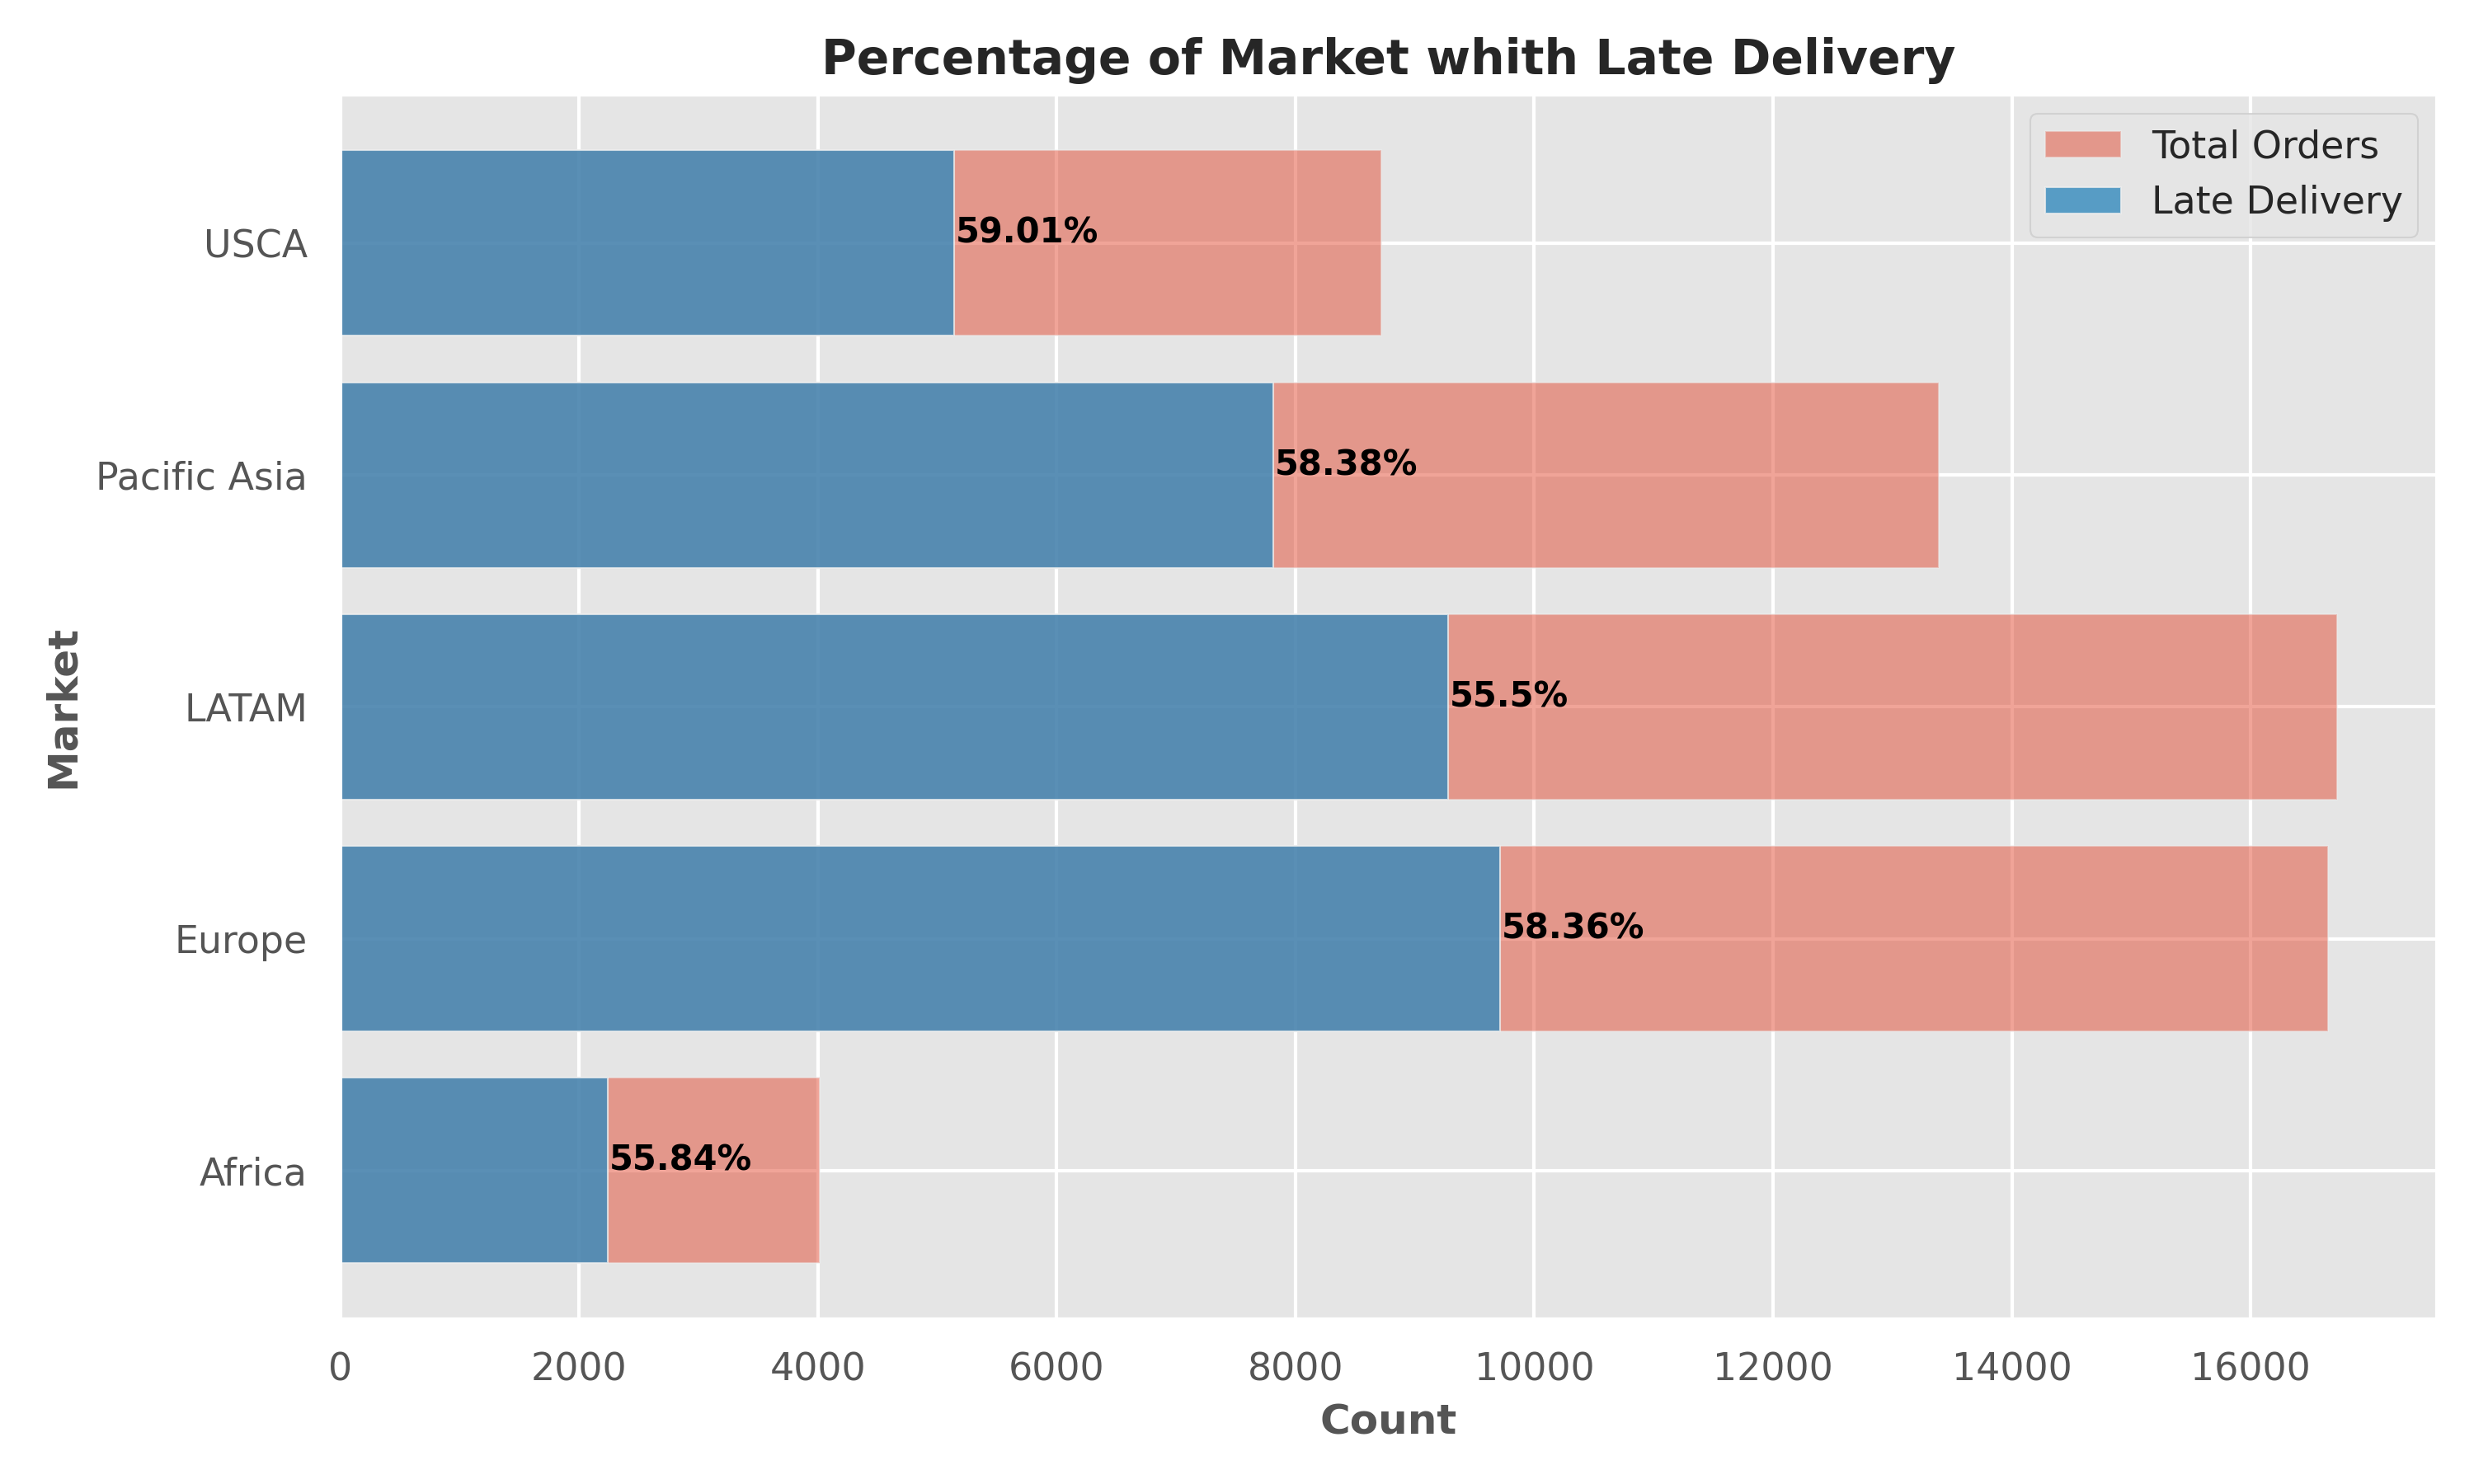 Percentage of Market whith Late Delivery
Total Orders
Late Delivery
USCA
59.01%
Pacific Asia
58.38%
LATAM
55.5%
Europe
58.36%
Africa
55.84%
Market
0 2000 4000 6000 8000 10000 12000 14000 16000
Count